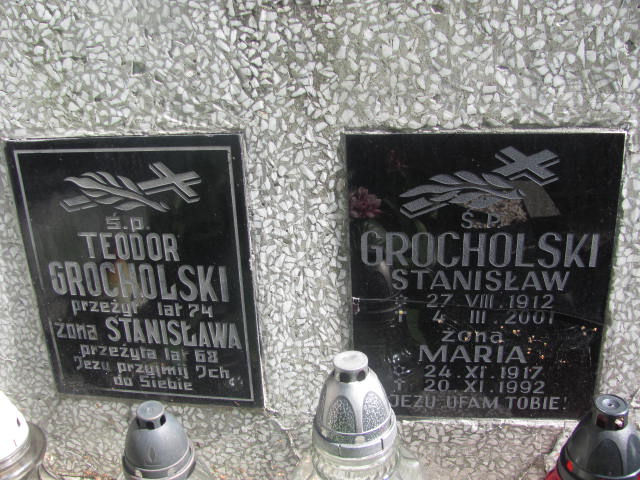 ś.p.
TEODOR
GROCHOLSKI
przeżył lat 74
żona STANISŁAWA
przeżyła lat 68
Jezu przyjmij Ich
do Siebie
Ś.P.
GROCHOLSKI
STANISŁAW
27 VIII 1912
✝ 4 III 2001
żona
MARIA
24 XI 1917
✝ 20 XI 1992
JEZU UFAM TOBIE!